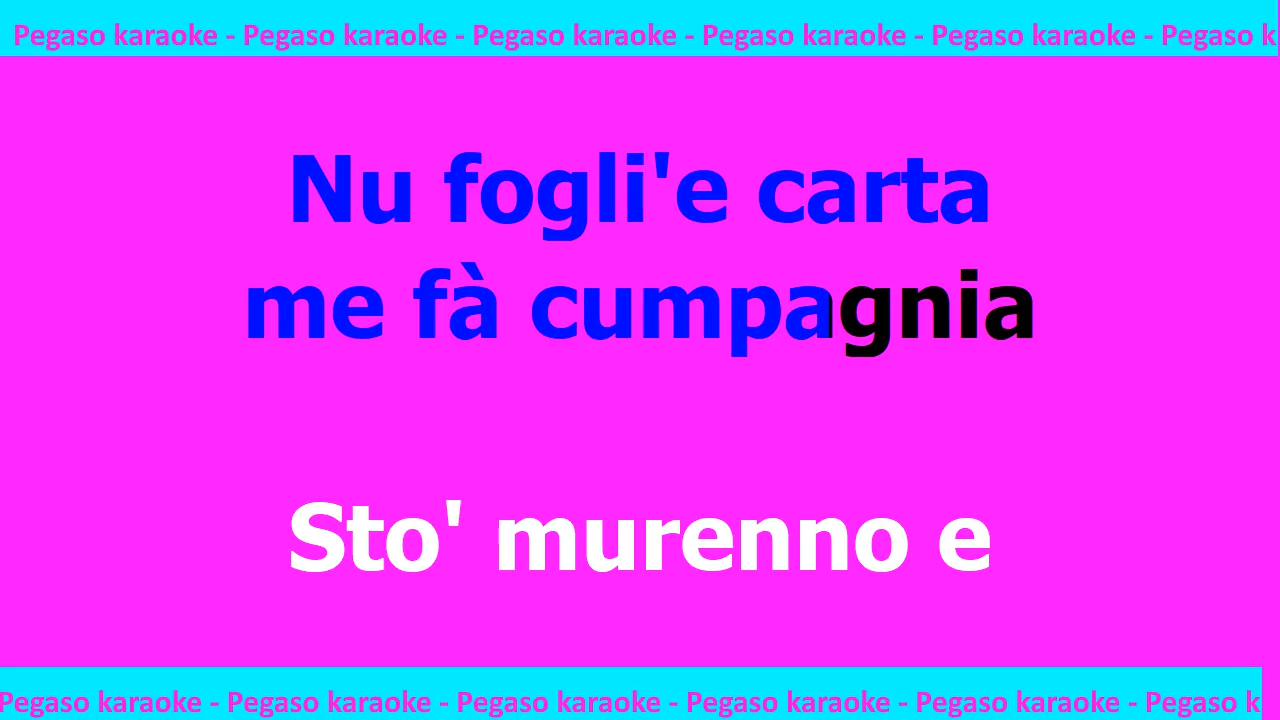 Pegaso karaoke - Pegaso karaoke - Pegaso karaoke - Pegaso karaoke - Pegaso karaoke - Pegaso k
Nu fogli'e carta
me fà cumpagnia
Sto' murenno e
Pegaso karaoke - Pegaso karaoke - Pegaso karaoke - Pegaso karaoke - Pegaso karaoke - Pegaso k